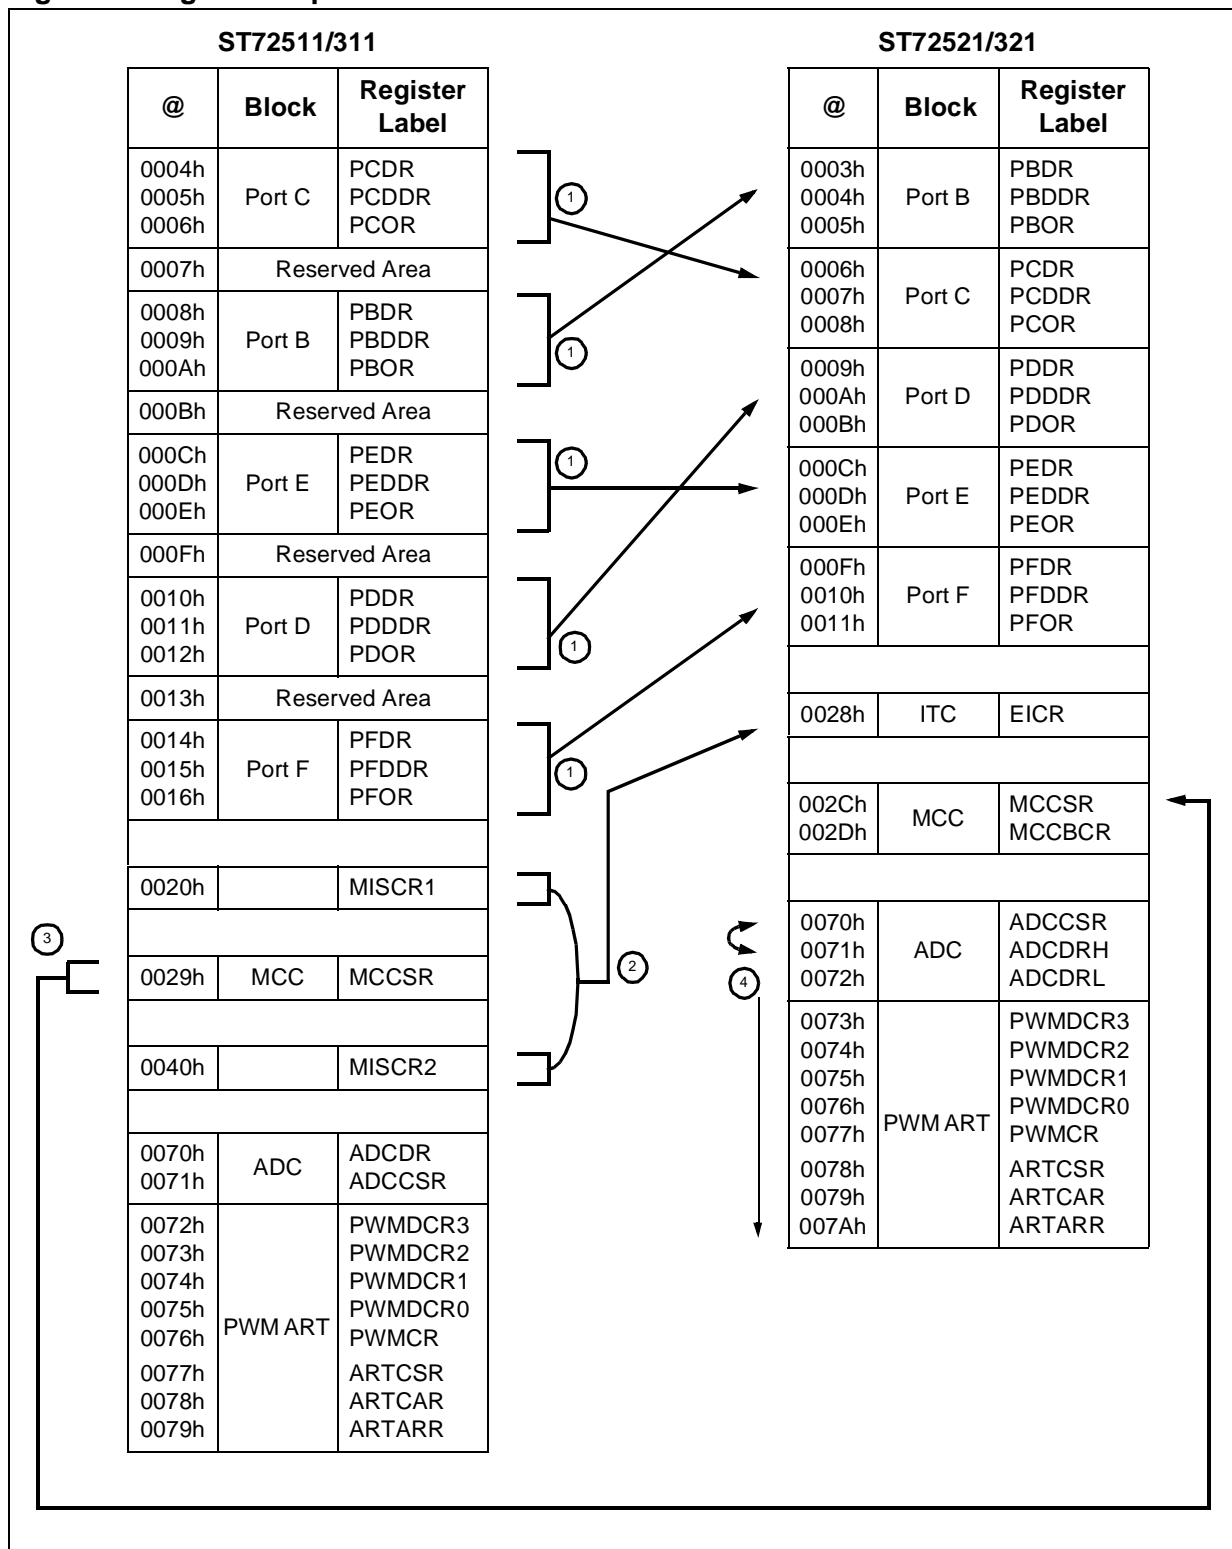 ST72511/311
@ Block Register Label
0004h Port C PCDR
0005h PCDDR
0006h PCOR
0007h Reserved Area
0008h Port B PBDR
0009h PBDDR
000Ah PBOR
000Bh Reserved Area
000Ch Port E PEDR
000Dh PEDDR
000Eh PEOR
000Fh Reserved Area
0010h Port D PDDR
0011h PDDDR
0012h PDOR
0013h Reserved Area
0014h Port F PFDR
0015h PFDDR
0016h PFOR
0020h MISCR1
0029h MCC MCCSR
0040h MISCR2
0070h ADC ADCDR
0071h ADCCSR
0072h PWM ART PWMDCR3
0073h PWMDCR2
0074h PWMDCR1
0075h PWMDCR0
0076h PWMCR
0077h ARTCSR
0078h ARTCAR
0079h ARTARR
1
1
1
1
1
2
3
4
ST72521/321
@ Block Register Label
0003h Port B PBDR
0004h PBDDR
0005h PBOR
0006h Port C PCDR
0007h PCDDR
0008h PCOR
0009h Port D PDDR
000Ah PDDDR
000Bh PDOR
000Ch Port E PEDR
000Dh PEDDR
000Eh PEOR
000Fh Port F PFDR
0010h PFDDR
0011h PFOR
0028h ITC EICR
002Ch MCC MCCSR
002Dh MCCBCR
0070h ADC ADCCSR
0071h ADCDRH
0072h ADCDRL
0073h PWM ART PWMDCR3
0074h PWMDCR2
0075h PWMDCR1
0076h PWMDCR0
0077h PWMCR
0078h ARTCSR
0079h ARTCAR
007Ah ARTARR